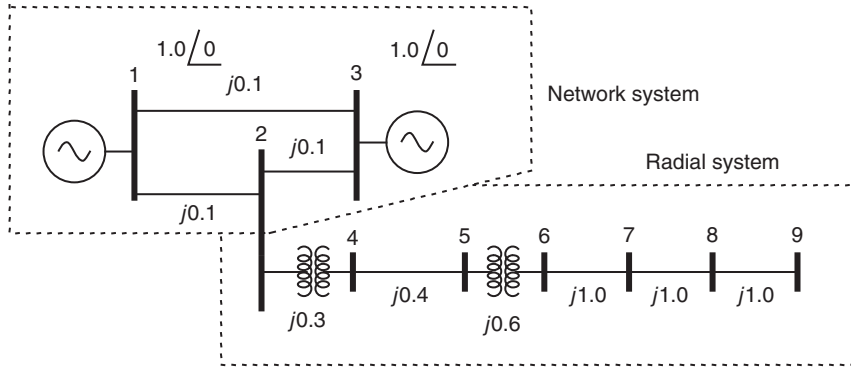 1.0/0
1.0/0
1
3
j0.1
Network system
2
j0.1
j0.1
Radial system
4
5
6
7
8
9
j0.3
j0.4
j0.6
j1.0
j1.0
j1.0